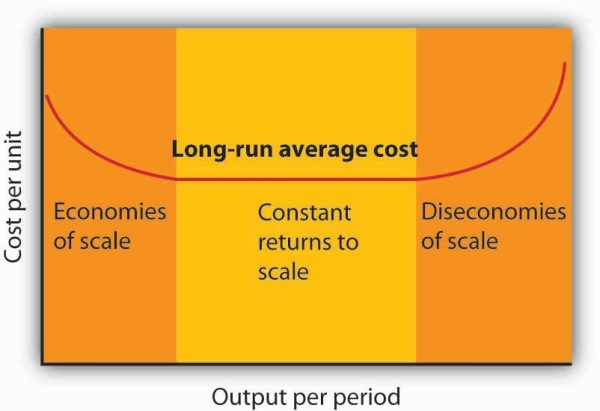 Cost per unit
Long-run average cost
Economies
of scale
Constant
returns to
scale
Diseconomies
of scale
Output per period